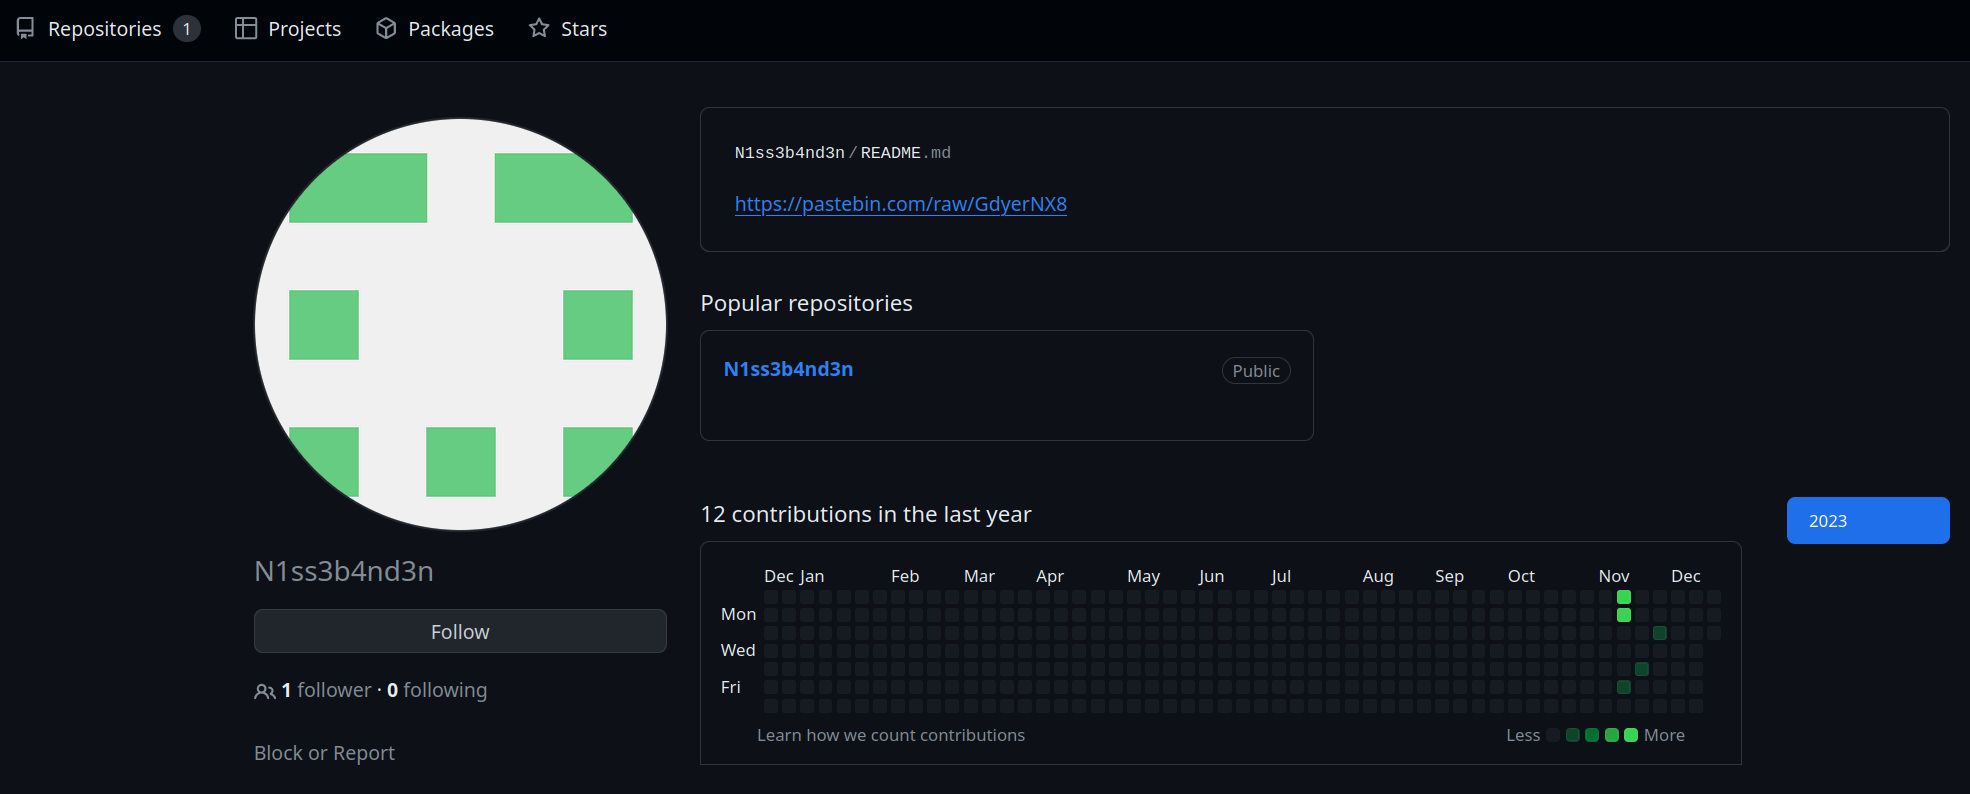 Repositories 1 Projects Packages Stars
N1ss3b4nd3n / README.md
https://pastebin.com/raw/GdyerNX8
Popular repositories
N1ss3b4nd3n Public
12 contributions in the last year
2023
Dec Jan Feb Mar Apr May Jun Jul Aug Sep Oct Nov Dec
Mon
Wed
Fri
Learn how we count contributions
Less More
N1ss3b4nd3n
Follow
1 follower · 0 following
Block or Report